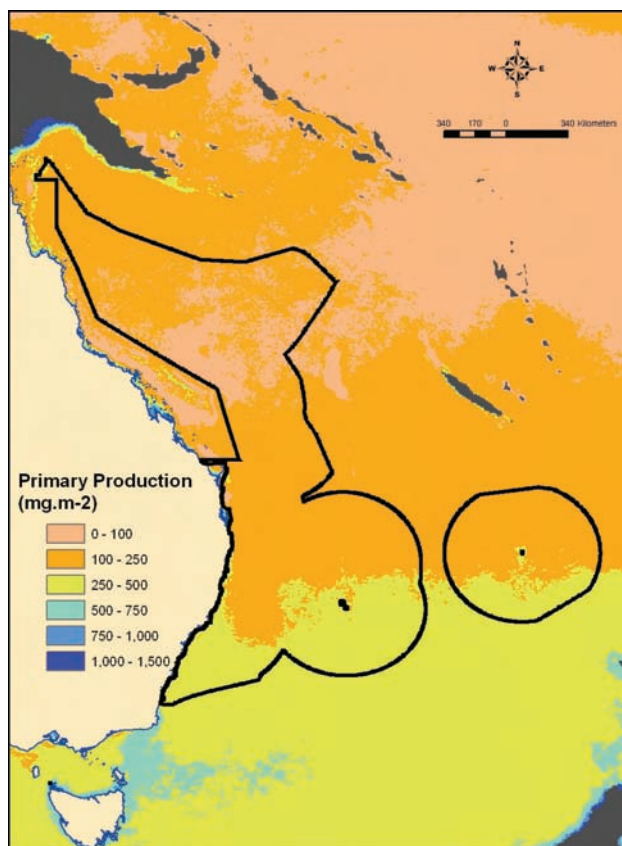 N
W E
S
340 170 0 340 Kilometers
Primary Production
(mg.m-2)
0 - 100
100 - 250
250 - 500
500 - 750
750 - 1,000
1,000 - 1,500